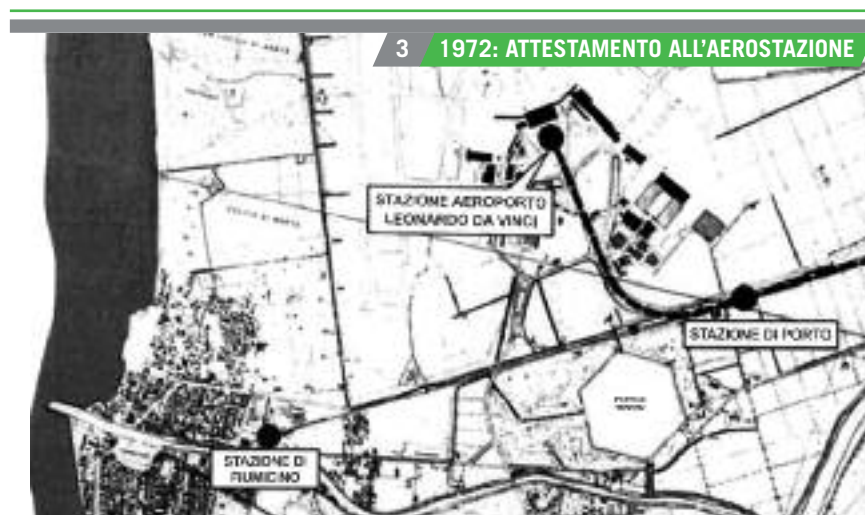 3 1972: ATTESTAMENTO ALL'AEROSTAZIONE
STAZIONE AEROPORTO
LEONARDO DA VINCI
STAZIONE DI PORTO
STAZIONE DI
FIUMICINO